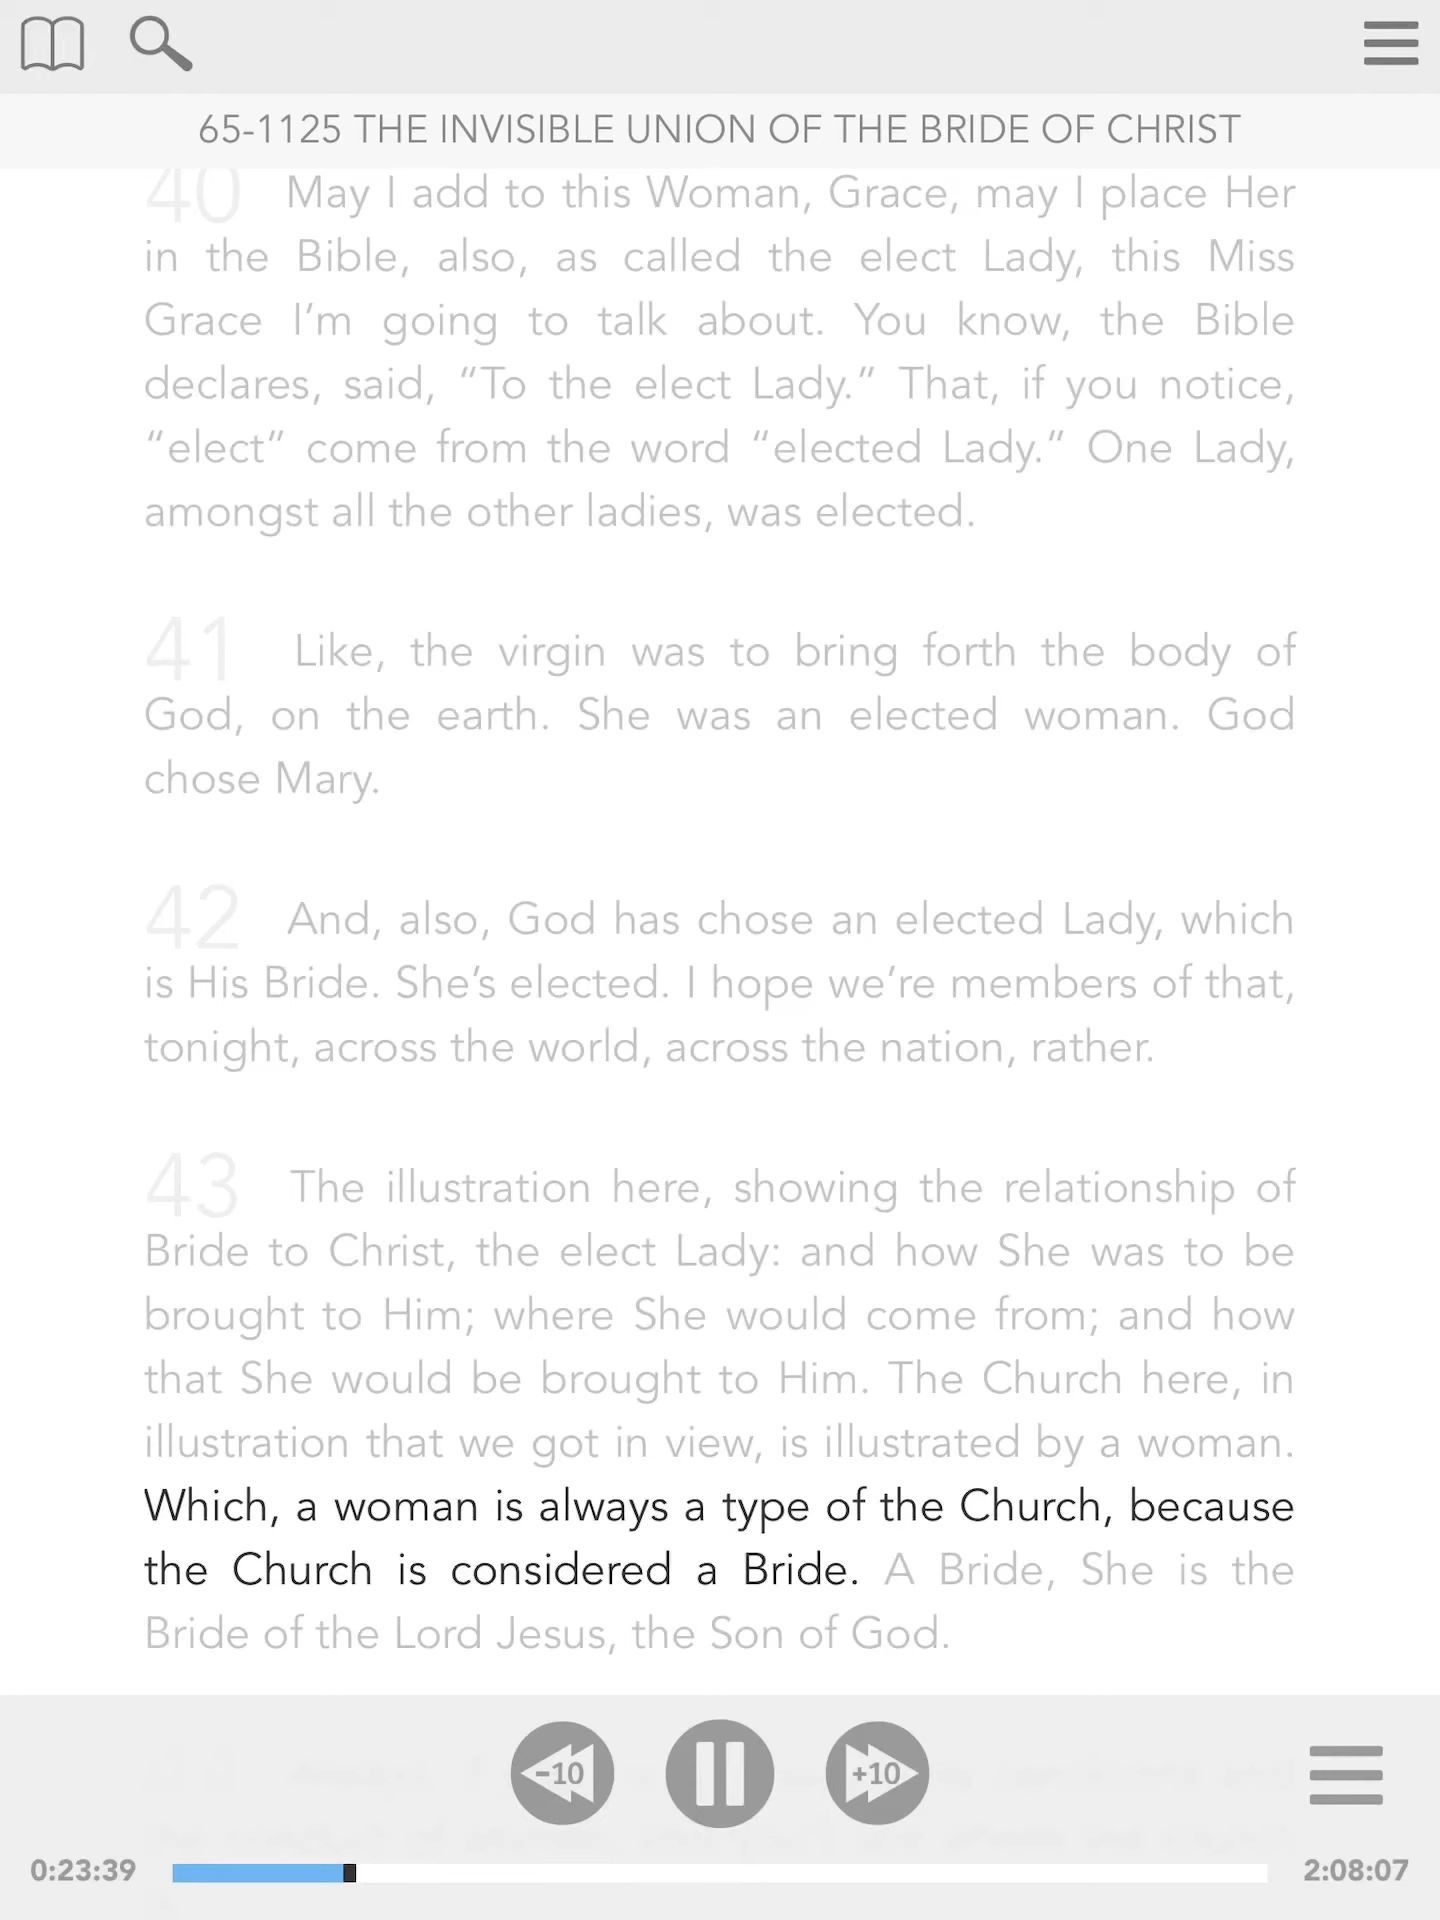 65-1125 THE INVISIBLE UNION OF THE BRIDE OF CHRIST
40 May I add to this Woman, Grace, may I place Her
in the Bible, also, as called the elect Lady, this Miss
Grace I’m going to talk about. You know, the Bible
declares, said, “To the elect Lady.” That, if you notice,
“elect” come from the word “elected Lady.” One Lady,
amongst all the other ladies, was elected.
41 Like, the virgin was to bring forth the body of
God, on the earth. She was an elected woman. God
chose Mary.
42 And, also, God has chose an elected Lady, which
is His Bride. She’s elected. I hope we’re members of that,
tonight, across the world, across the nation, rather.
43 The illustration here, showing the relationship of
Bride to Christ, the elect Lady: and how She was to be
brought to Him; where She would come from; and how
that She would be brought to Him. The Church here, in
illustration that we got in view, is illustrated by a woman.
Which, a woman is always a type of the Church, because
the Church is considered a Bride. A Bride, She is the
Bride of the Lord Jesus, the Son of God.
-10 +10
0:23:39 2:08:07